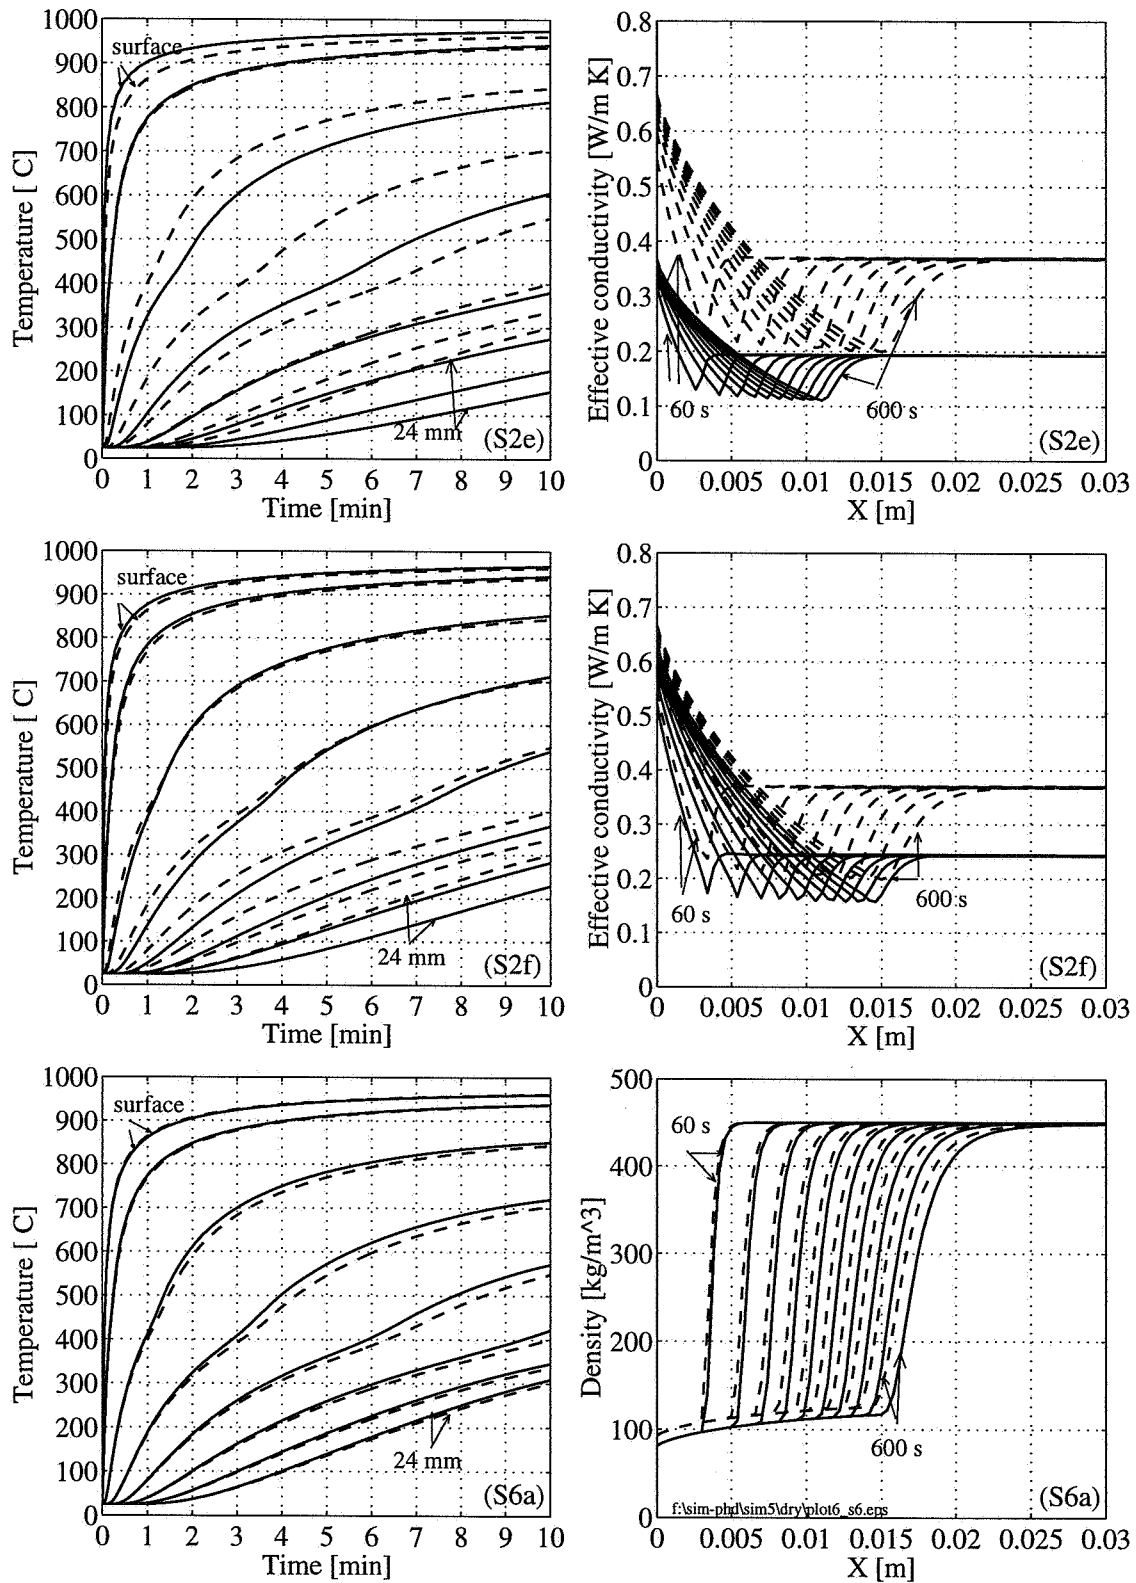 1000
900
800
700
600
500
400
300
200
100
0
Temperature [ C]
surface
24 mm
(S2e)
0 1 2 3 4 5 6 7 8 9 10
Time [min]
0.8
0.7
0.6
0.5
0.4
0.3
0.2
0.1
0
Effective conductivity [W/m K]
60 s
600 s
(S2e)
0 0.005 0.01 0.015 0.02 0.025 0.03
X [m]
1000
900
800
700
600
500
400
300
200
100
0
Temperature [ C]
surface
24 mm
(S2f)
0 1 2 3 4 5 6 7 8 9 10
Time [min]
0.8
0.7
0.6
0.5
0.4
0.3
0.2
0.1
0
Effective conductivity [W/m K]
60 s
600 s
(S2f)
0 0.005 0.01 0.015 0.02 0.025 0.03
X [m]
1000
900
800
700
600
500
400
300
200
100
0
Temperature [ C]
surface
24 mm
(S6a)
0 1 2 3 4 5 6 7 8 9 10
Time [min]
500
400
300
200
100
0
Density [kg/m^3]
60 s
600 s
f:\sim-phd\sim5\dry\plot6_s6.eps
(S6a)
0 0.005 0.01 0.015 0.02 0.025 0.03
X [m]